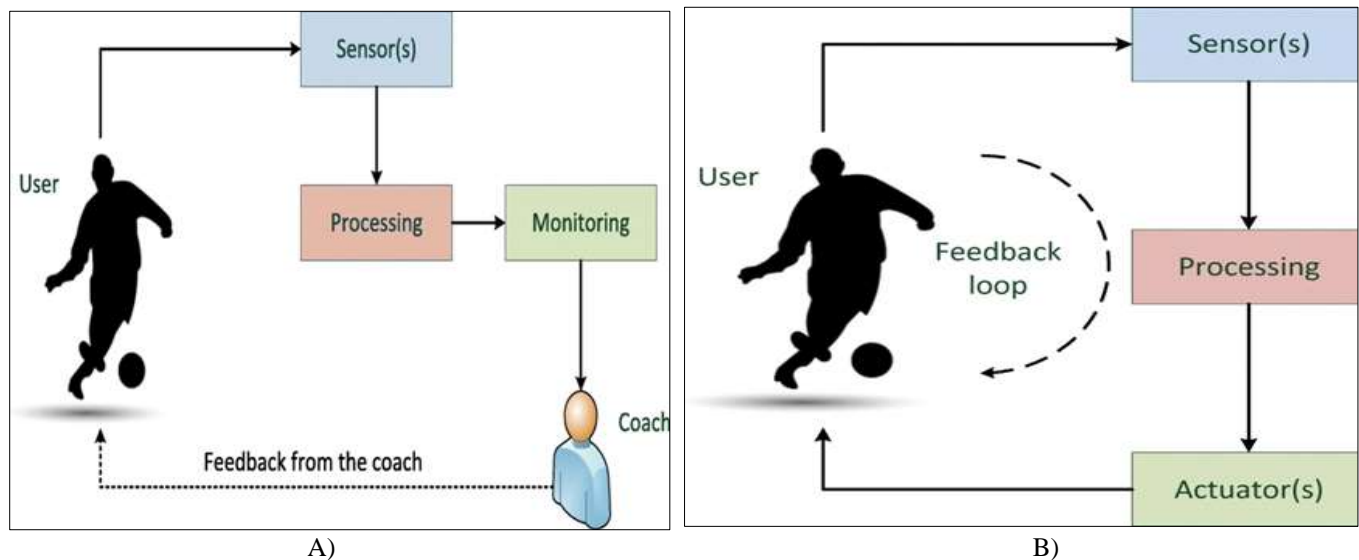 Sensor(s)
User
Processing
Monitoring
Coach
Feedback from the coach
A)
Sensor(s)
User
Feedback
loop
Processing
Actuator(s)
B)